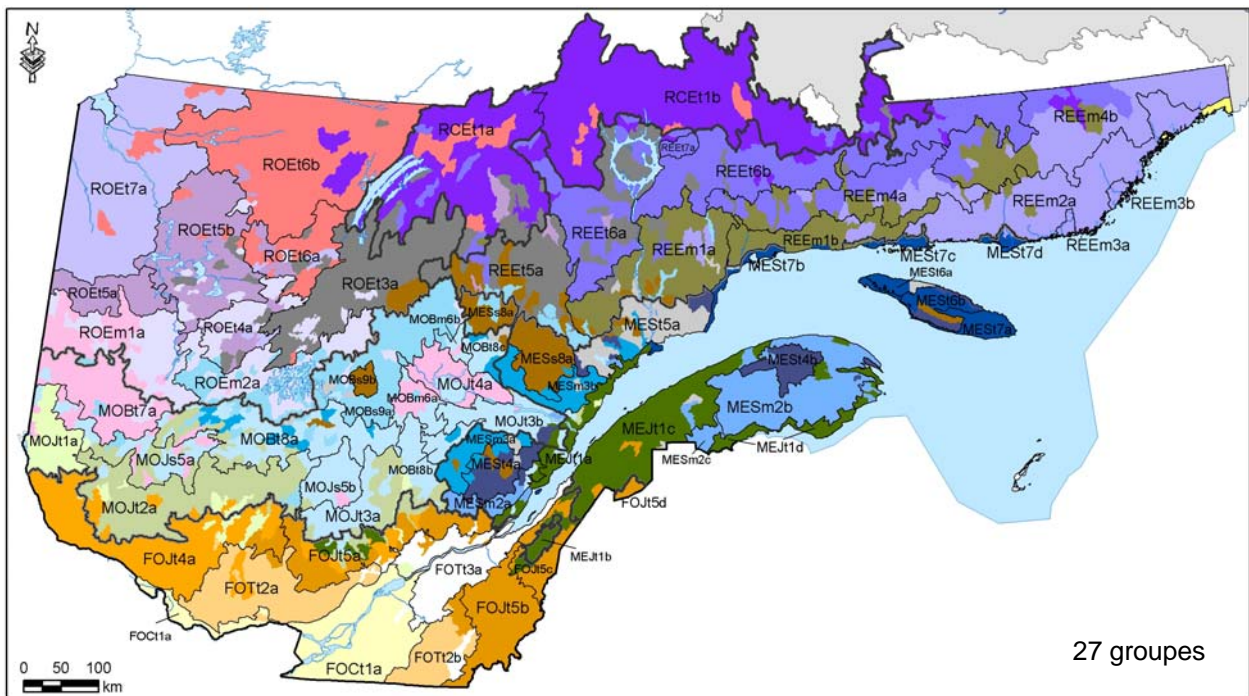 N
RCEt1b
RCEt1a
REEm4b
ROEt6b
REEt7a
ROEt7a
REEt6b
REEm4a
REEm2a
REEm3b
ROEt5b
REEt6a
REEm1a
REEm1b
REEm3a
ROEt6a
MESt7b
MESt7c
MESt7d
ROEt3a
REEt5a
MESt6a
MESt6b
ROEt5a
MESt7a
ROEm1a
ROEt4a
MOBm6b
MESs8a
MESt5a
MOBt8c
MESs8a
MESt4b
ROEm2a
MOBs9b
MOJt4a
MESm3b
MOBm6a
MESm2b
MOBt7a
MOBs9a
MOJt3b
MEJt1c
MOJt1a
MOBt8a
MESm3a
MEJt1d
MOJs5a
MESt4a
MEJt1a
MESm2c
MOBt8b
MOJs5b
MESm2a
MOJt2a
MOJt3a
FOJt5d
FOJt4a
FOJt5a
MEJt1b
FOTt3a
FOJt5c
FOTt2a
FOJt5b
FOCt1a
FOCt1a
FOTt2b
27 groupes
0 50 100
km